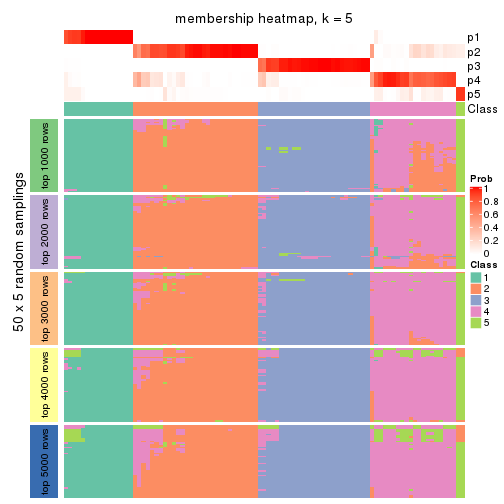 membership heatmap, k = 5
p1
p2
p3
p4
p5
Class
50 x 5 random samplings
top 1000 rows
top 2000 rows
top 3000 rows
top 4000 rows
top 5000 rows
Prob
1
0.8
0.6
0.4
0.2
0
Class
1
2
3
4
5